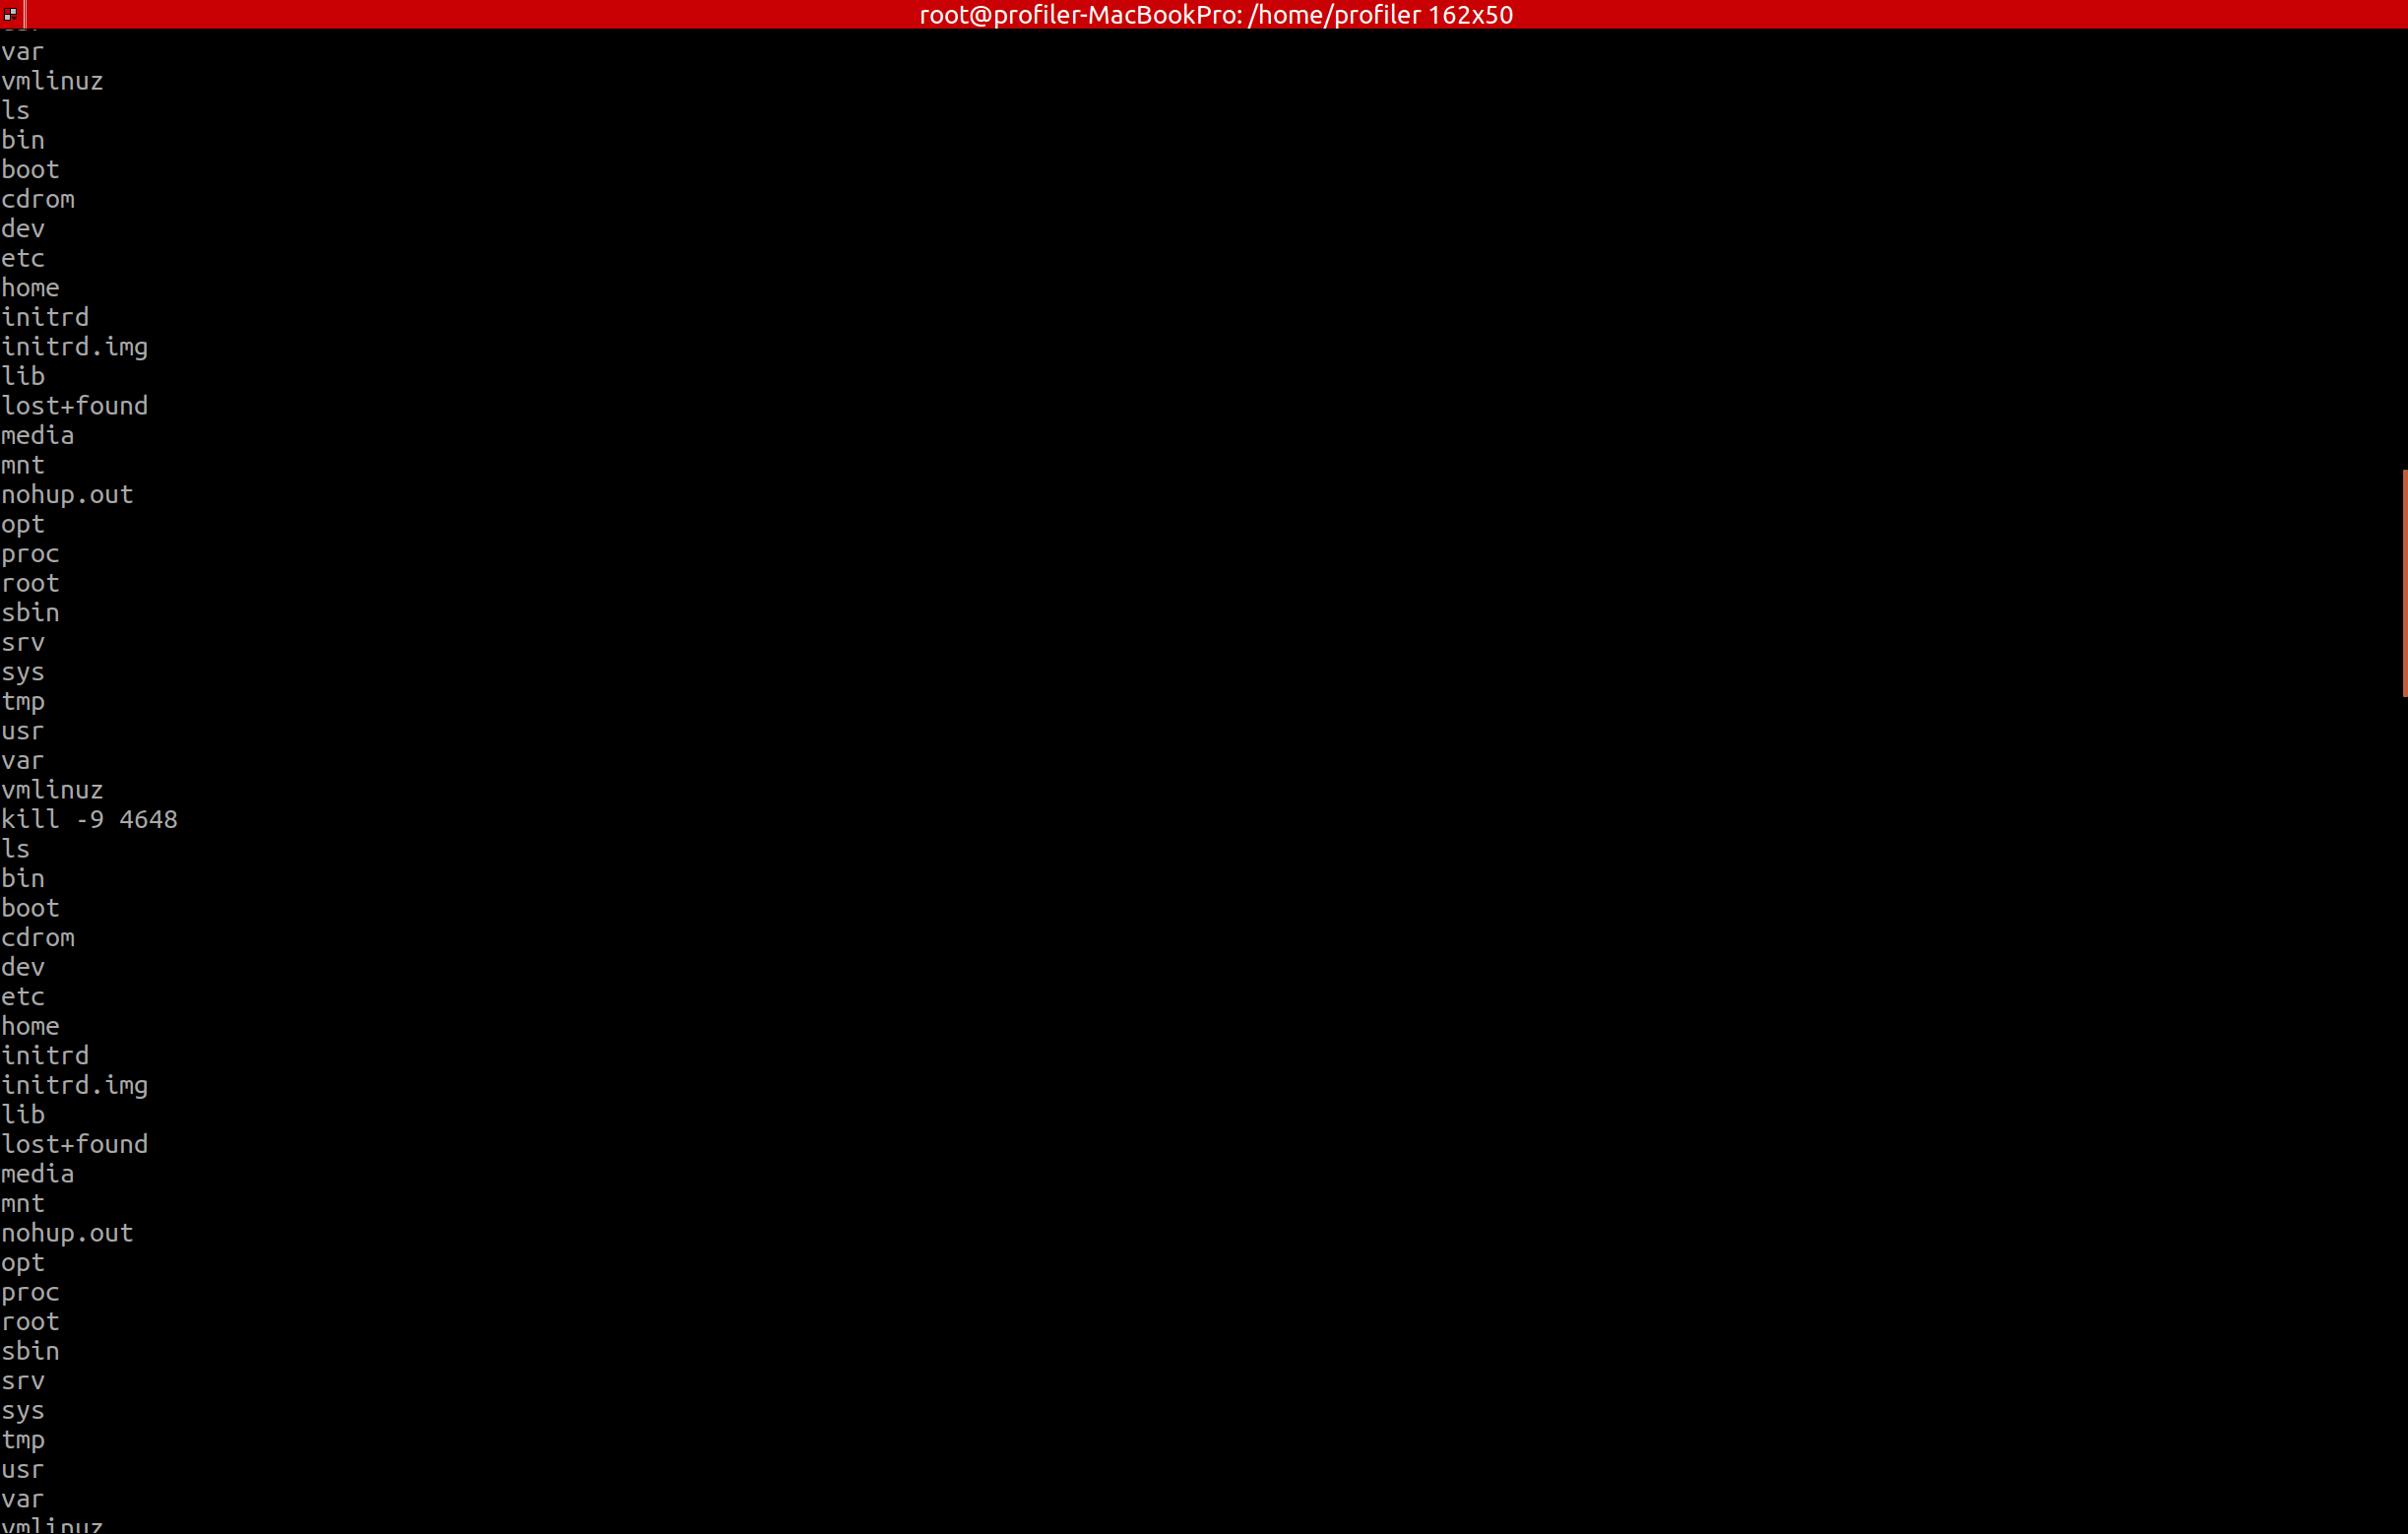 root@profiler-MacBookPro: /home/profiler 162x50
var
vmlinuz
ls
bin
boot
cdrom
dev
etc
home
initrd
initrd.img
lib
lost+found
media
mnt
nohup.out
opt
proc
root
sbin
srv
sys
tmp
usr
var
vmlinuz
kill -9 4648
ls
bin
boot
cdrom
dev
etc
home
initrd
initrd.img
lib
lost+found
media
mnt
nohup.out
opt
proc
root
sbin
srv
sys
tmp
usr
var
vmlinuz